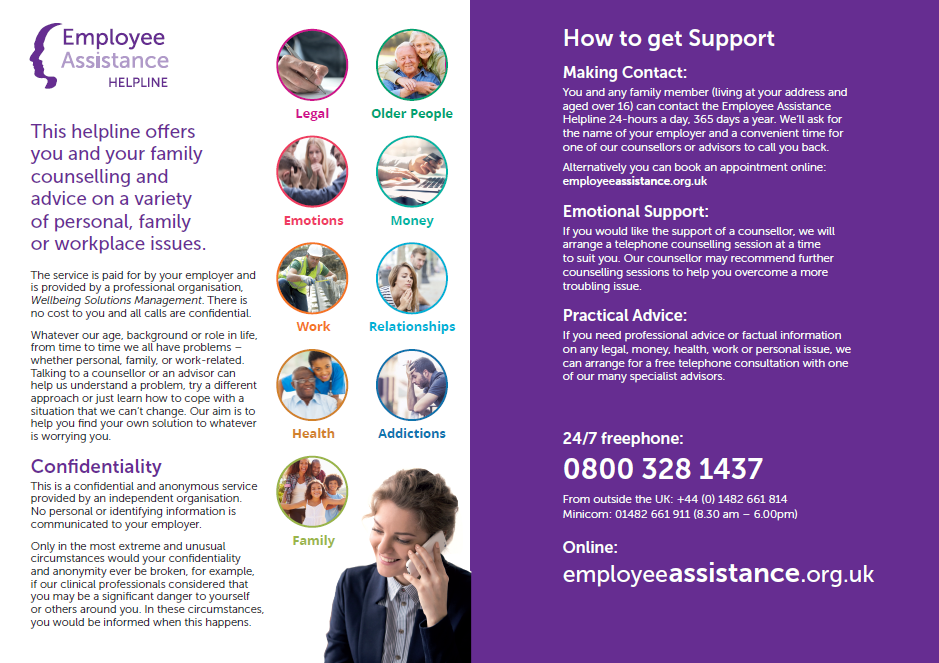 Employee
Assistance
HELPLINE
This helpline offers
you and your family
counselling and
advice on a variety
of personal, family
or workplace issues.
The service is paid for by your employer and
is provided by a professional organisation,
Wellbeing Solutions Management. There is
no cost to you and all calls are confidential.
Whatever our age, background or role in life,
from time to time we all have problems –
whether personal, family, or work-related.
Talking to a counsellor or an advisor can
help us understand a problem, try a different
approach or just learn how to cope with a
situation that we can't change. Our aim is to
help you find your own solution to whatever
is worrying you.
Confidentiality
This is a confidential and anonymous service
provided by an independent organisation.
No personal or identifying information is
communicated to your employer.
Only in the most extreme and unusual
circumstances would your confidentiality
and anonymity ever be broken, for example,
if our clinical professionals considered that
you may be a significant danger to yourself
or others around you. In these circumstances,
you would be informed when this happens.
Legal
Older People
Emotions
Money
Work
Relationships
Health
Addictions
Family
How to get Support
Making Contact:
You and any family member (living at your address and
aged over 16) can contact the Employee Assistance
Helpline 24-hours a day, 365 days a year. We'll ask for
the name of your employer and a convenient time for
one of our counsellors or advisors to call you back.
Alternatively you can book an appointment online:
employeeassistance.org.uk
Emotional Support:
If you would like the support of a counsellor, we will
arrange a telephone counselling session at a time
to suit you. Our counsellor may recommend further
counselling sessions to help you overcome a more
troubling issue.
Practical Advice:
If you need professional advice or factual information
on any legal, money, health, work or personal issue, we
can arrange for a free telephone consultation with one
of our many specialist advisors.
24/7 freephone:
0800 328 1437
From outside the UK: +44 (0) 1482 661 814
Minicom: 01482 661 911 (8.30 am – 6.00pm)
Online:
employeeassistance.org.uk